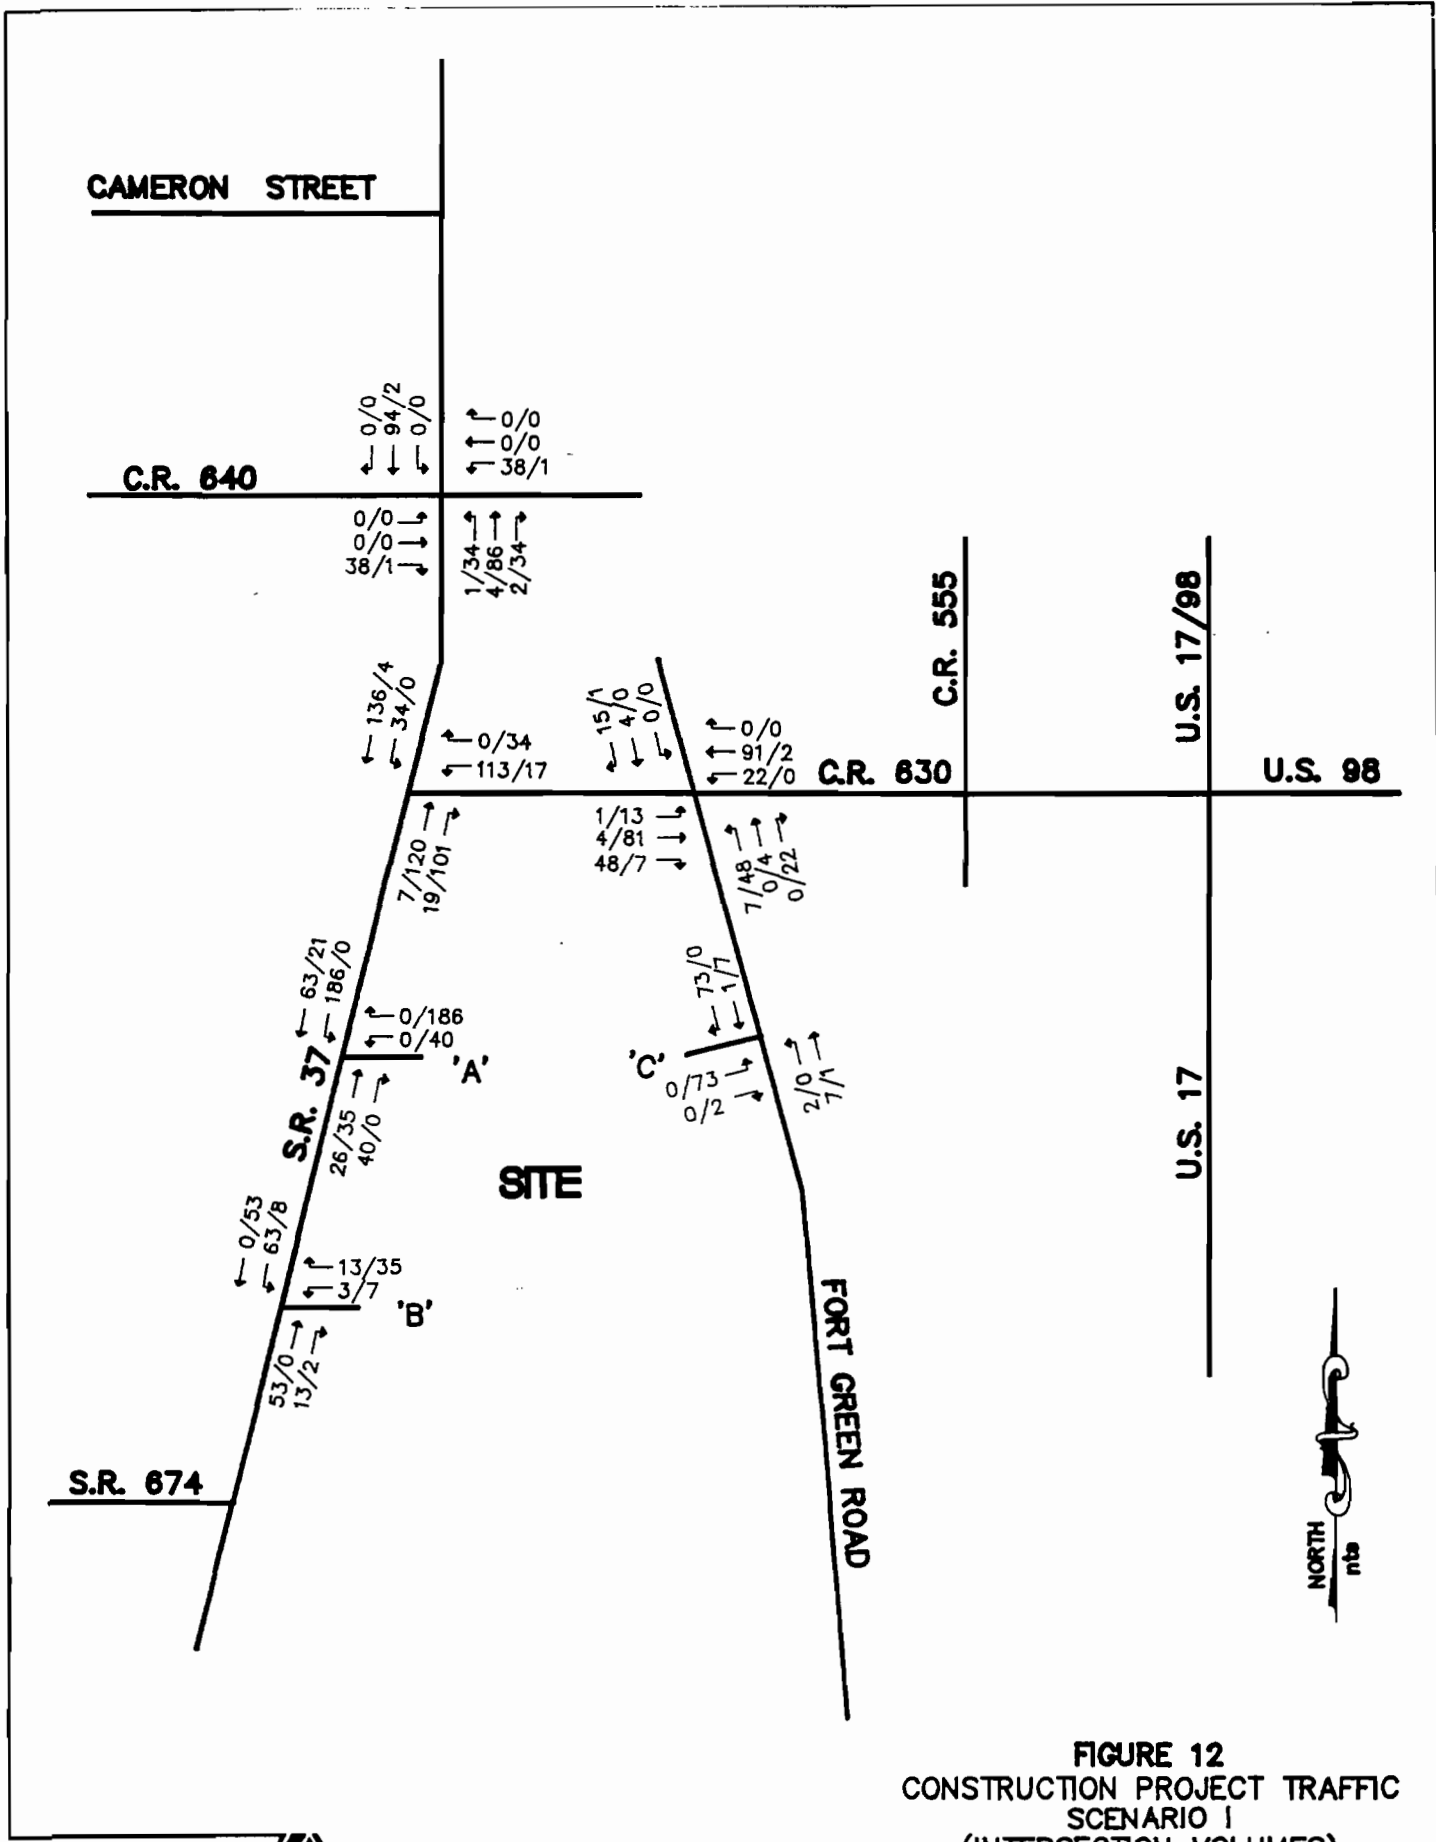 CAMERON STREET
0/0
94/2
0/0
0/0
0/0
38/1
C.R. 640
0/0
0/0
38/1
1/34
4/86
2/34
C.R. 555
U.S. 17/98
136/4
34/0
0/34
113/17
15/1
4/0
0/0
0/0
91/2
22/0
C.R. 630
U.S. 98
1/13
4/81
48/7
7/120
19/101
7/48
0/4
0/22
63/21
186/0
0/186
0/40
'A'
S.R. 37
26/35
40/0
73/0
1/7
'C'
0/73
0/2
2/0
7/1
U.S. 17
SITE
0/53
63/8
13/35
3/7
'B'
53/0
13/2
FORT GREEN ROAD
S.R. 674
NORTH
nts
FIGURE 12
CONSTRUCTION PROJECT TRAFFIC
SCENARIO I
(INTERSECTION VOLUMES)